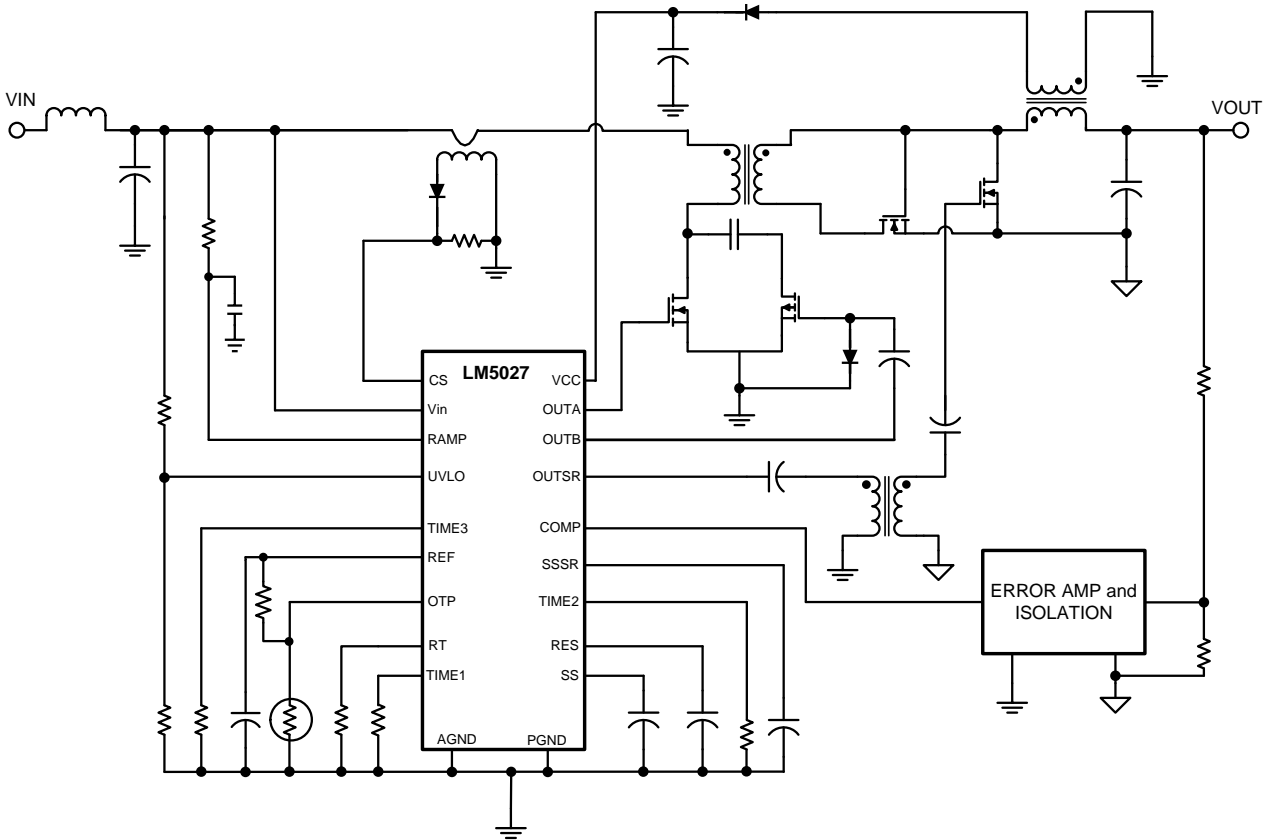 VIN
VOUT
LM5027
CS
VCC
Vin
OUTA
RAMP
OUTB
UVLO
OUTSR
TIME3
COMP
REF
SSSR
OTP
TIME2
RT
RES
TIME1
SS
AGND
PGND
ERROR AMP and
ISOLATION